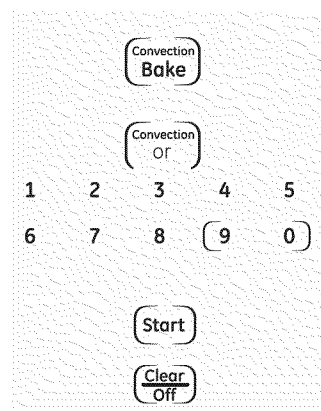 Convection
Bake
Convection
or
1 2 3 4 5
6 7 8 9 0
Start
Clear
Off